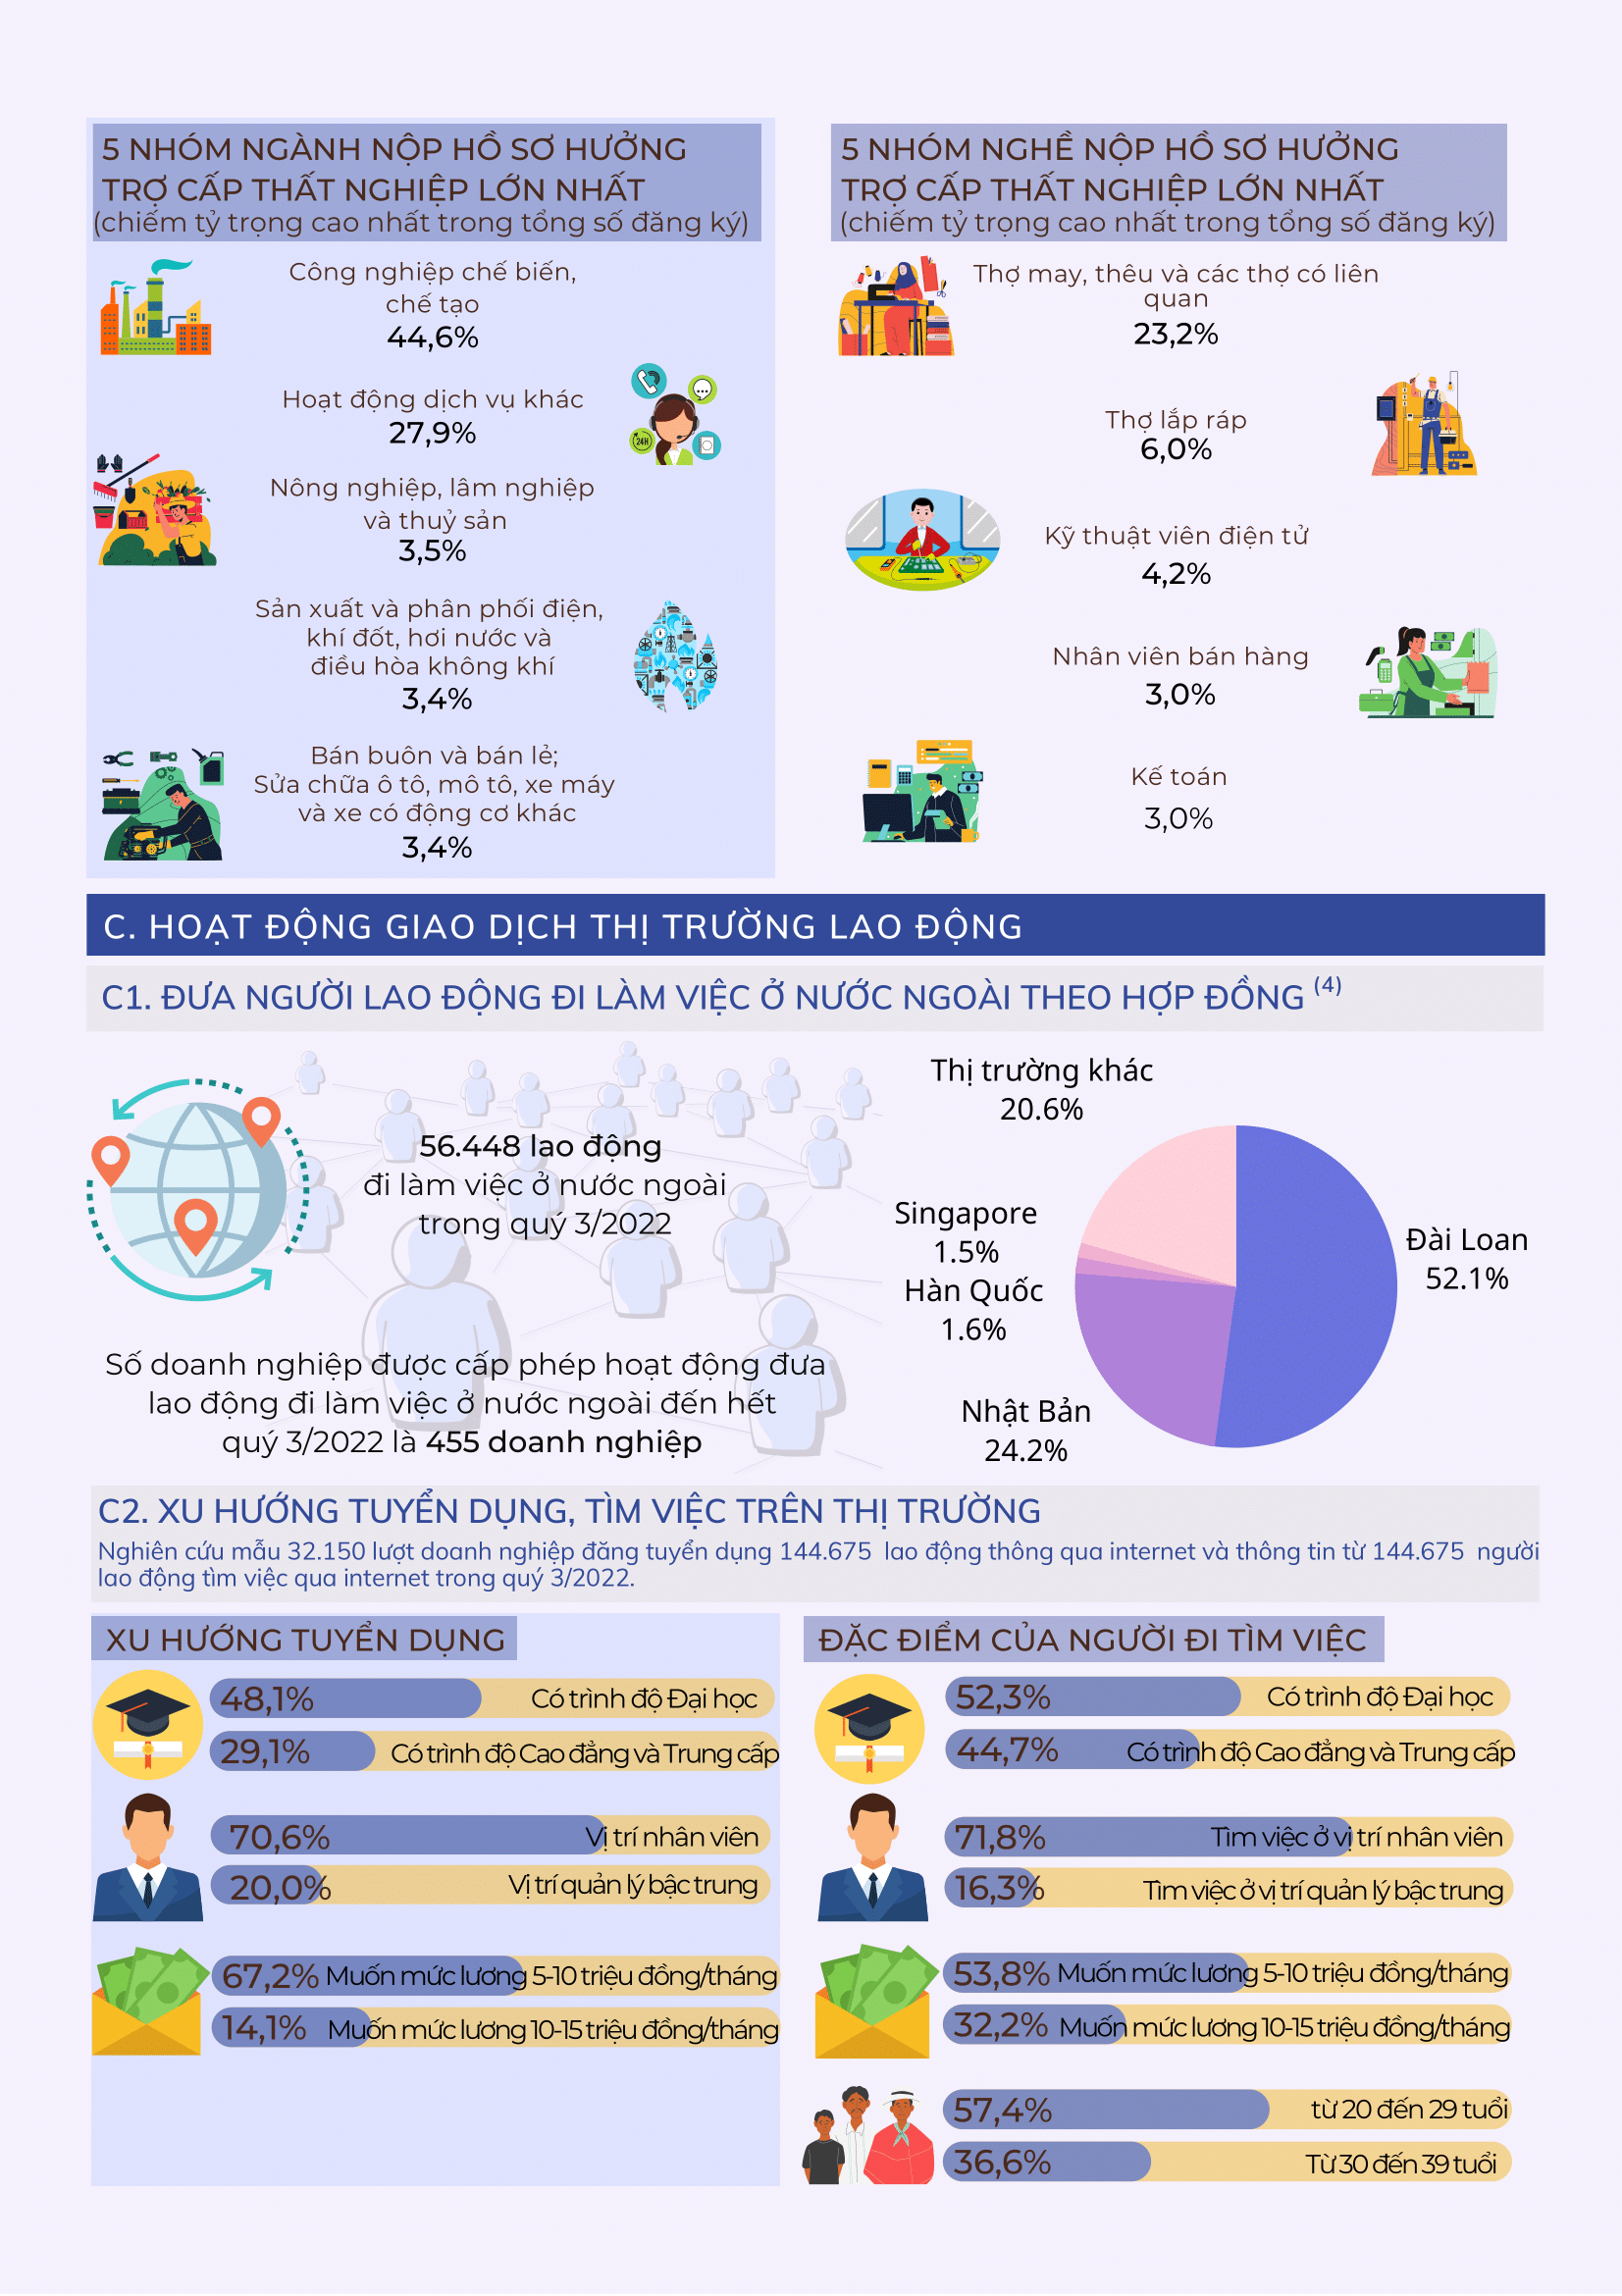 5 NHÓM NGÀNH NỘP HỒ SƠ HƯỞNG
TRỢ CẤP THẤT NGHIỆP LỚN NHẤT
(chiếm tỷ trọng cao nhất trong tổng số đăng ký)
Công nghiệp chế biến,
chế tạo
44,6%
Hoạt động dịch vụ khác
27,9%
24H
Nông nghiệp, lâm nghiệp
và thuỷ sản
3,5%
Sản xuất và phân phối điện,
khí đốt, hơi nước và
điều hòa không khí
3,4%
Bán buôn và bán lẻ;
Sửa chữa ô tô, mô tô, xe máy
và xe có động cơ khác
3,4%
5 NHÓM NGHỀ NỘP HỒ SƠ HƯỞNG
TRỢ CẤP THẤT NGHIỆP LỚN NHẤT
(chiếm tỷ trọng cao nhất trong tổng số đăng ký)
Thợ may, thêu và các thợ có liên
quan
23,2%
Thợ lắp ráp
6,0%
Kỹ thuật viên điện tử
4,2%
Nhân viên bán hàng
3,0%
Kế toán
3,0%
C. HOẠT ĐỘNG GIAO DỊCH THỊ TRƯỜNG LAO ĐỘNG
C1. ĐƯA NGƯỜI LAO ĐỘNG ĐI LÀM VIỆC Ở NƯỚC NGOÀI THEO HỢP ĐỒNG (4)
56.448 lao động
đi làm việc ở nước ngoài
trong quý 3/2022
Số doanh nghiệp được cấp phép hoạt động đưa
lao động đi làm việc ở nước ngoài đến hết
quý 3/2022 là 455 doanh nghiệp
Thị trường khác
20.6%
Singapore
1.5%
Hàn Quốc
1.6%
Nhật Bản
24.2%
Đài Loan
52.1%
C2. XU HƯỚNG TUYỂN DỤNG, TÌM VIỆC TRÊN THỊ TRƯỜNG
Nghiên cứu mẫu 32.150 lượt doanh nghiệp đăng tuyển dụng 144.675 lao động thông qua internet và thông tin từ 144.675 người
lao động tìm việc qua internet trong quý 3/2022.
XU HƯỚNG TUYỂN DỤNG
48,1% Có trình độ Đại học
29,1% Có trình độ Cao đẳng và Trung cấp
70,6% Vị trí nhân viên
20,0% Vị trí quản lý bậc trung
67,2% Muốn mức lương 5-10 triệu đồng/tháng
14,1% Muốn mức lương 10-15 triệu đồng/tháng
ĐẶC ĐIỂM CỦA NGƯỜI ĐI TÌM VIỆC
52,3% Có trình độ Đại học
44,7% Có trình độ Cao đẳng và Trung cấp
71,8% Tìm việc ở vị trí nhân viên
16,3% Tìm việc ở vị trí quản lý bậc trung
53,8% Muốn mức lương 5-10 triệu đồng/tháng
32,2% Muốn mức lương 10-15 triệu đồng/tháng
57,4% từ 20 đến 29 tuổi
36,6% Từ 30 đến 39 tuổi